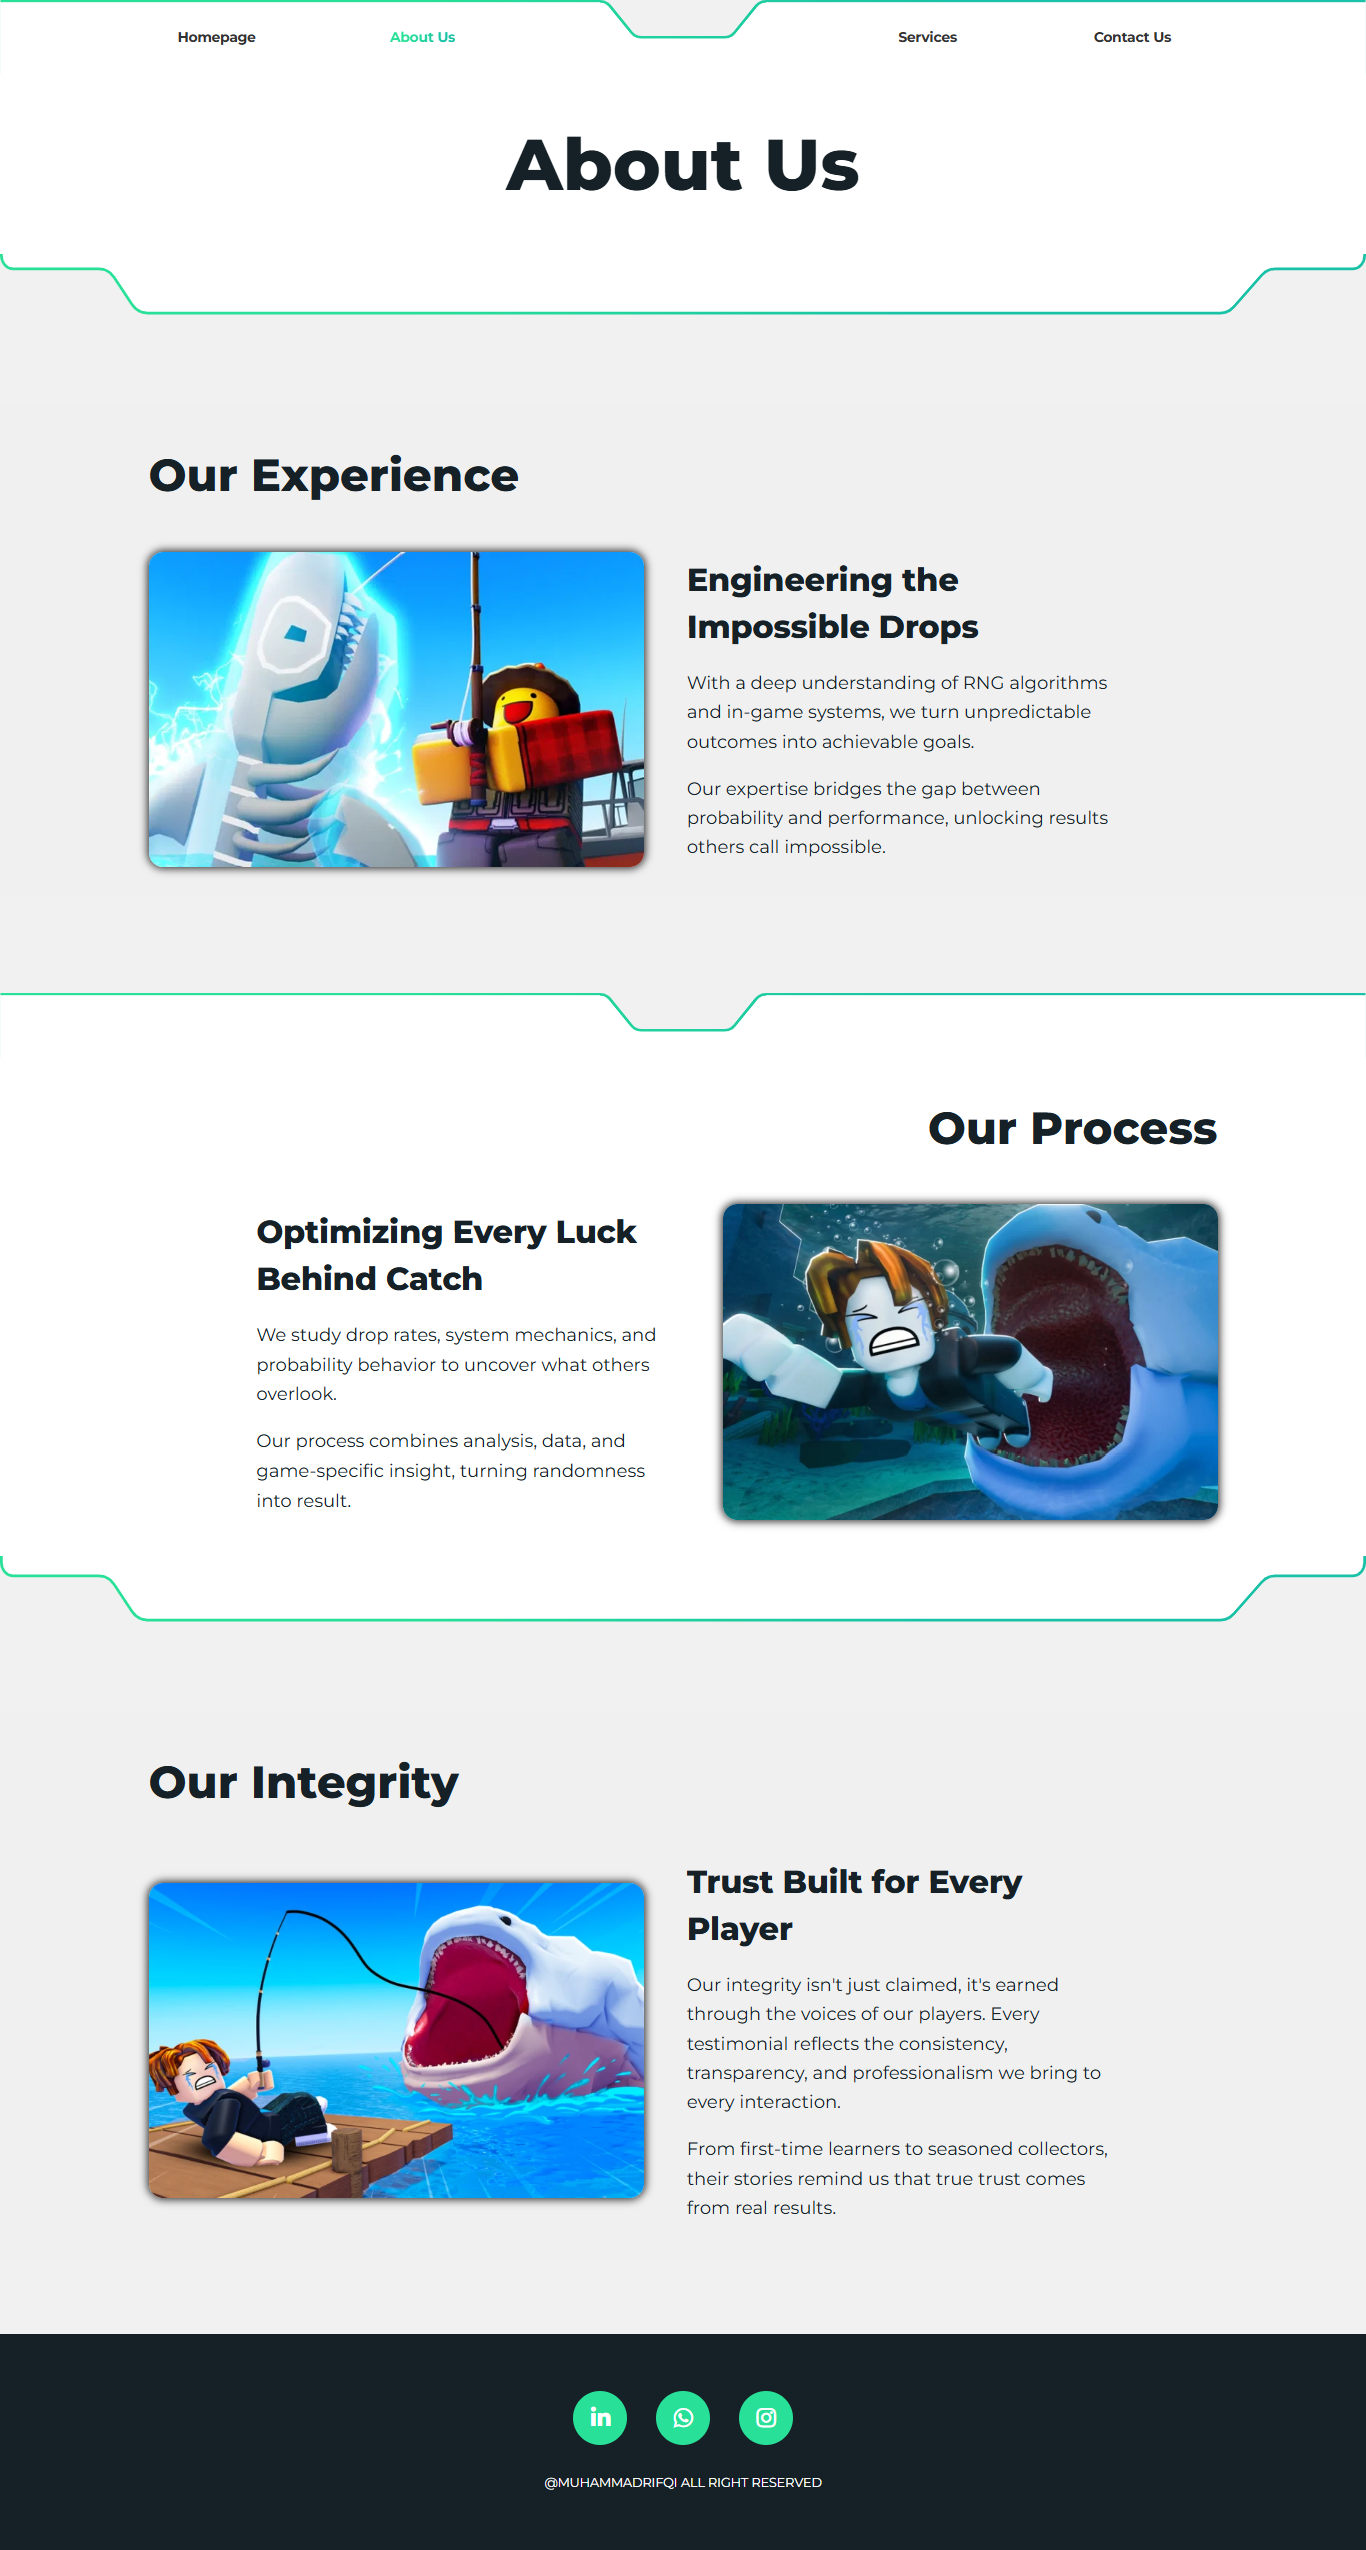 Homepage
About Us
Services
Contact Us
About Us
Our Experience
Engineering the
Impossible Drops
With a deep understanding of RNG algorithms
and in-game systems, we turn unpredictable
outcomes into achievable goals.
Our expertise bridges the gap between
probability and performance, unlocking results
others call impossible.
Our Process
Optimizing Every Luck
Behind Catch
We study drop rates, system mechanics, and
probability behavior to uncover what others
overlook.
Our process combines analysis, data, and
game-specific insight, turning randomness
into result.
Our Integrity
Trust Built for Every
Player
Our integrity isn't just claimed, it's earned
through the voices of our players. Every
testimonial reflects the consistency,
transparency, and professionalism we bring to
every interaction.
From first-time learners to seasoned collectors,
their stories remind us that true trust comes
from real results.
in
@MUHAMMADRIFQI ALL RIGHT RESERVED